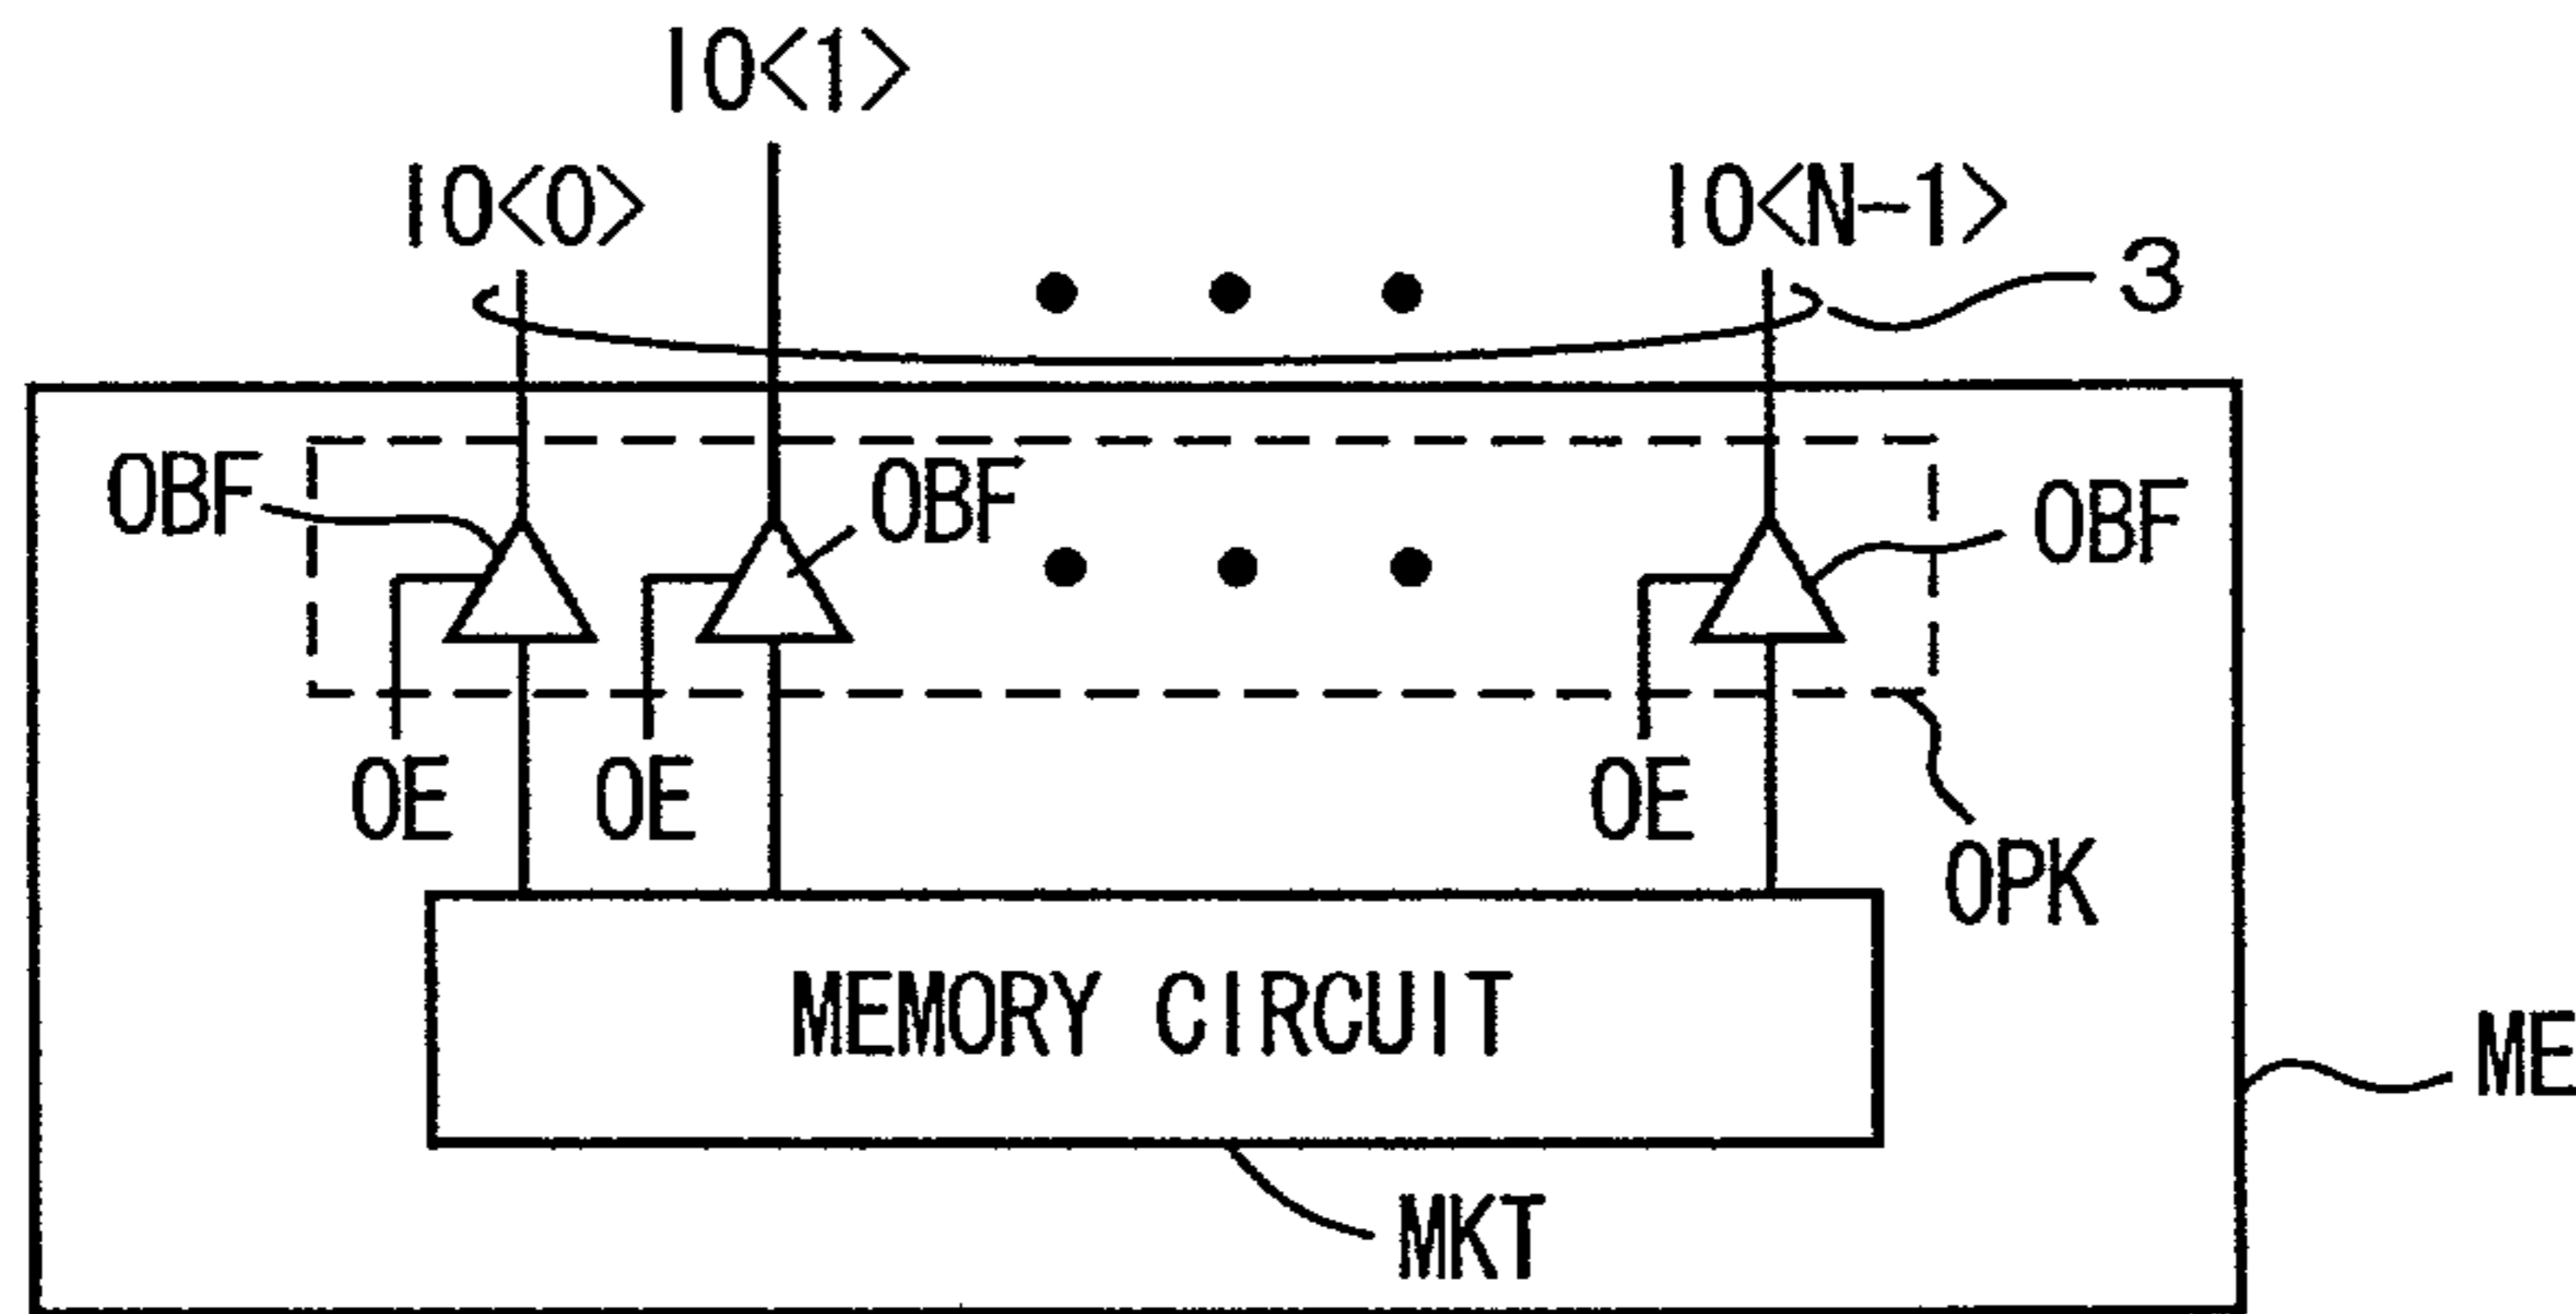 IO<1>
IO<0>
IO<N-1>
3
OBF
OBF
OBF
OE
OE
OE
OPK
MEMORY CIRCUIT
ME
MKT